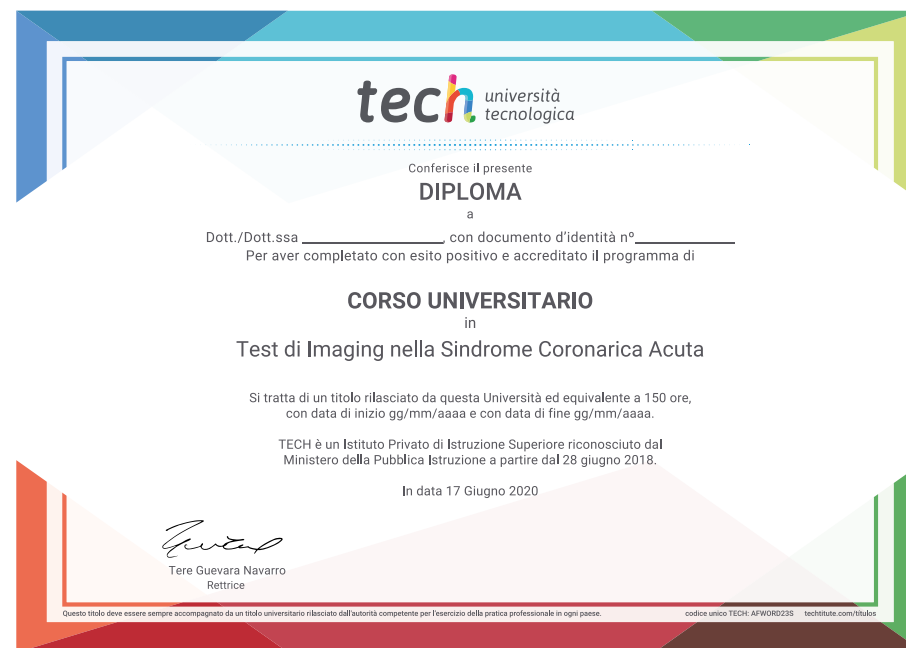 tech università
tecnologica
Conferisce il presente
DIPLOMA
a
Dott./Dott.ssa ________________, con documento d'identità nº____________
Per aver completato con esito positivo e accreditato il programma di
CORSO UNIVERSITARIO
in
Test di Imaging nella Sindrome Coronarica Acuta
Si tratta di un titolo rilasciato da questa Università ed equivalente a 150 ore,
con data di inizio gg/mm/aaaa e con data di fine gg/mm/aaaa.
TECH è un Istituto Privato di Istruzione Superiore riconosciuto dal
Ministero della Pubblica Istruzione a partire dal 28 giugno 2018.
In data 17 Giugno 2020
Tere Guevara Navarro
Rettrice
Questo titolo deve essere sempre accompagnato da un titolo universitario rilasciato dall'autorità competente per l'esercizio della pratica professionale in ogni paese. codice unico TECH: AFWORD23S techtitute.com/titulos